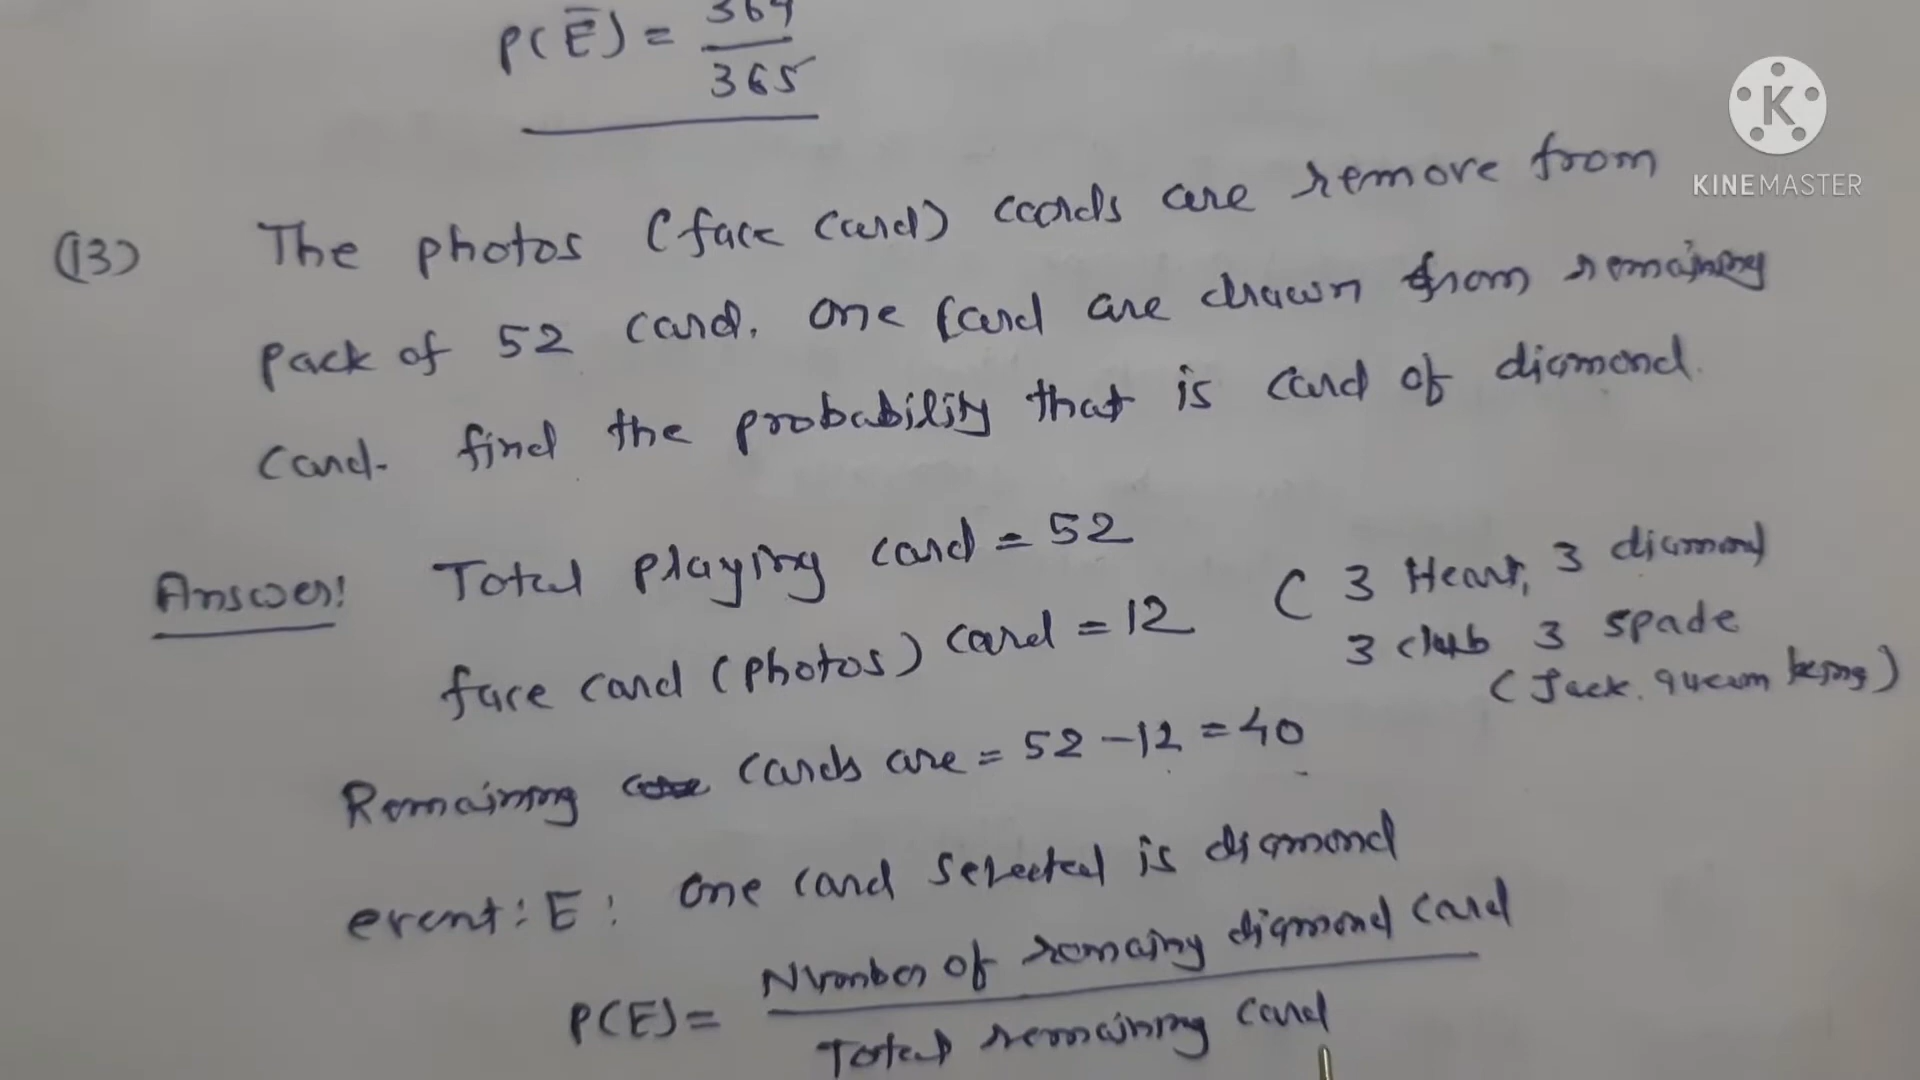 P(Ē) = 364
365
KINEMASTER
(13) The photos (face card) cards are remove from
pack of 52 card. one card are drawn from remaining
card. find the probability that is card of diamond.
Answer: Total playing card = 52
face card (photos) card = 12 ( 3 Heart, 3 diamond
3 club 3 spade
(Jack. queen king)
Remaining cards are = 52 - 12 = 40
event: E: one card selected is diamond
P(E) = Number of remaing diamond card
Total remaining card